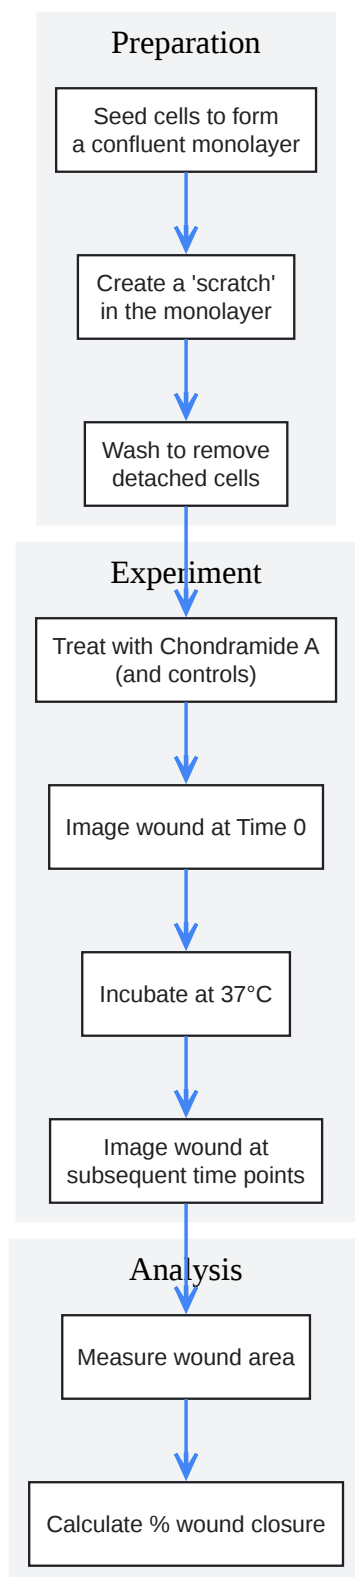 Preparation
Seed cells to form
a confluent monolayer
Create a 'scratch'
in the monolayer
Wash to remove
detached cells
Experiment
Treat with Chondramide A
(and controls)
Image wound at Time 0
Incubate at 37°C
Image wound at
subsequent time points
Analysis
Measure wound area
Calculate % wound closure